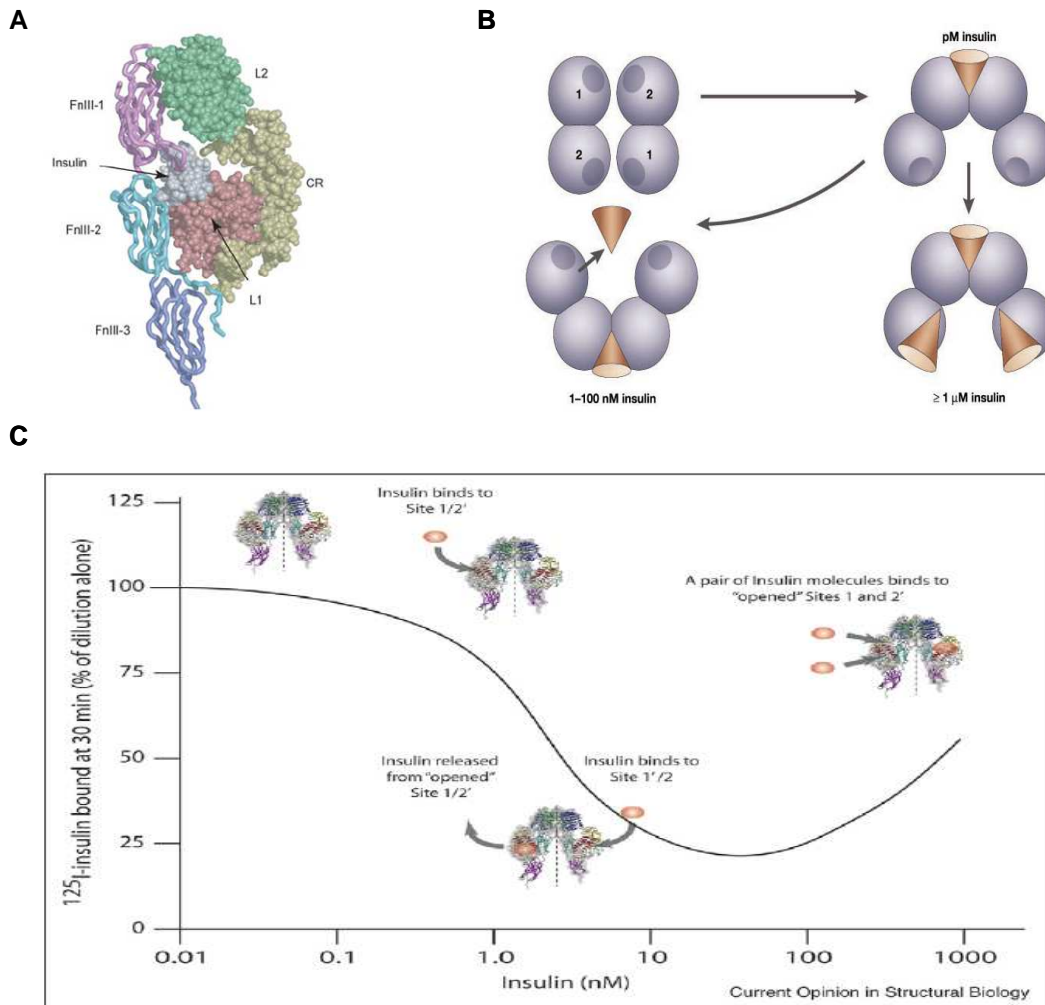 A
L2
FnIII-1
Insulin
CR
FnIII-2
L1
FnIII-3
B
pM insulin
1
2
2
1
1–100 nM insulin
≥ 1 µM insulin
C
125
100
75
50
25
0
125I-insulin bound at 30 min (% of dilution alone)
Insulin binds to
Site 1/2'
A pair of Insulin molecules binds to
"opened" Sites 1 and 2'
Insulin released
from "opened"
Site 1/2'
Insulin binds to
Site 1'/2
0.01
0.1
1.0
10
100
1000
Insulin (nM)
Current Opinion in Structural Biology